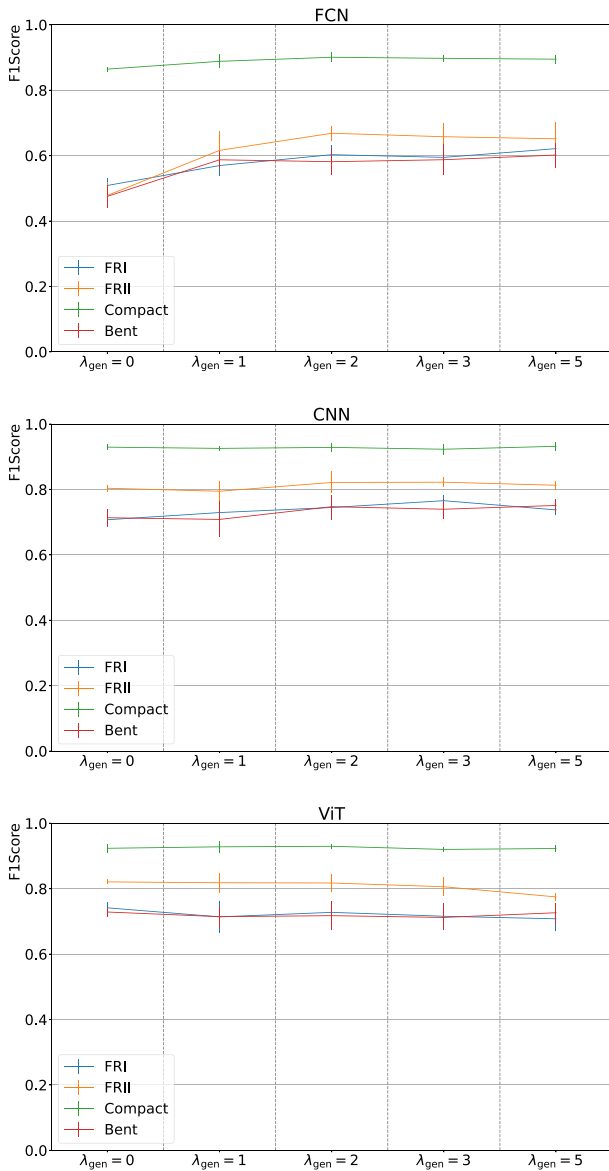 FCN
F1Score
1.0
0.8
0.6
0.4
0.2
0.0
FRI
FRII
Compact
Bent
λgen = 0 λgen = 1 λgen = 2 λgen = 3 λgen = 5
CNN
F1Score
1.0
0.8
0.6
0.4
0.2
0.0
FRI
FRII
Compact
Bent
λgen = 0 λgen = 1 λgen = 2 λgen = 3 λgen = 5
ViT
F1Score
1.0
0.8
0.6
0.4
0.2
0.0
FRI
FRII
Compact
Bent
λgen = 0 λgen = 1 λgen = 2 λgen = 3 λgen = 5